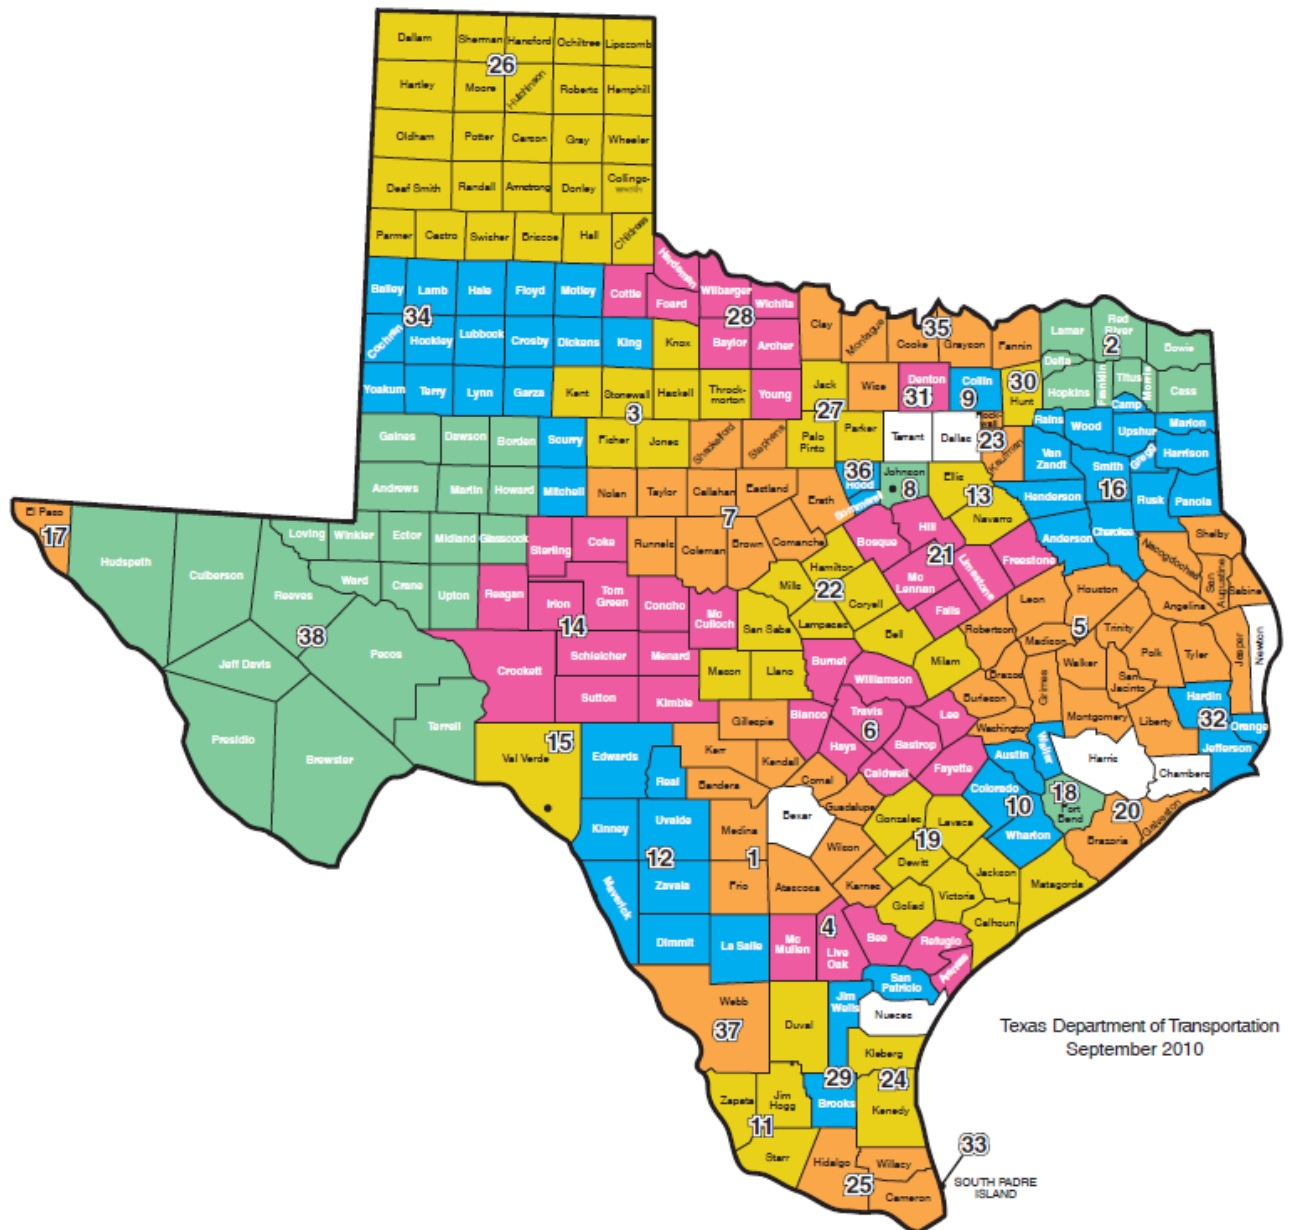 Dallam Sherman Hansford Ochiltree Lipscomb
26
Hartley Moore Hutchinson Roberts Hemphill
Oldham Potter Carson Gray Wheeler
Deaf Smith Randall Armstrong Donley Collings-
worth
Parmer Castro Swisher Briscoe Hall Childress
Bailey Lamb Hale Floyd Motley Cottle Hardeman Foard Wilbarger Wichita
34 28
Cochran Hockley Lubbock Crosby Dickens King Knox Baylor Archer Clay Montague Cooke Grayson Fannin Lamar Red
River Bowie
35 2
Yoakum Terry Lynn Garza Kent Stonewall Haskell Throck-
morton Young Jack Wise Denton Collin Hunt Delta Hopkins Franklin Titus Morris Cass
3 27 31 9 30
Camp
Gaines Dawson Borden Scurry Fisher Jones Shackelford Stephens Palo
Pinto Parker Tarrant Dallas Rock-
wall Kaufman Rains Wood Upshur Marion
23
Van
Zandt Smith Gregg Harrison
36 8 13 16
Andrews Martin Howard Mitchell Nolan Taylor Callahan Eastland Erath Hood Somervell Johnson Ellis Navarro Henderson Rusk Panola
7
El Paso
17
Hudspeth Culberson Loving Winkler Ector Midland Glasscock Sterling Coke Runnels Coleman Brown Comanche Bosque Hill Freestone Anderson Cherokee Nacogdoches Shelby
21
Reeves Ward Crane Upton Reagan Irion Tom
Green Concho Mc
Culloch Mills Hamilton Coryell Mc
Lennan Limestone Falls Leon Houston Angelina San
Augustine Sabine
38 14 22 5
Jeff Davis Pecos Crockett Schleicher Menard San Saba Lampasas Bell Robertson Madison Trinity Polk Tyler Jasper Newton
Sutton Kimble Mason Llano Burnet Williamson Milam Brazos Grimes Walker San
Jacinto Hardin
Presidio Brewster Terrell
Gillespie Blanco Travis Lee Burleson Washington Montgomery Liberty Orange
6 32
15
Val Verde Edwards Real Kerr Kendall Hays Bastrop Fayette Austin Waller Harris Chambers Jefferson
Bandera Comal Caldwell Colorado
10 18 20
Kinney Uvalde Medina Bexar Guadalupe Gonzales Lavaca Wharton Fort
Bend Brazoria Galveston
12 1 19
Maverick Zavala Frio Atascosa Wilson Karnes Dewitt Jackson Matagorda
Goliad Victoria Calhoun
Dimmit La Salle Mc
Mullen Live
Oak Bee Refugio Aransas
4
San
Patricio
Webb Duval Jim
Wells Nueces
37
Texas Department of Transportation
September 2010
Kleberg
29 24
Zapata Jim
Hogg Brooks Kenedy
11
Starr Hidalgo Willacy
25
Cameron
33
SOUTH PADRE
ISLAND